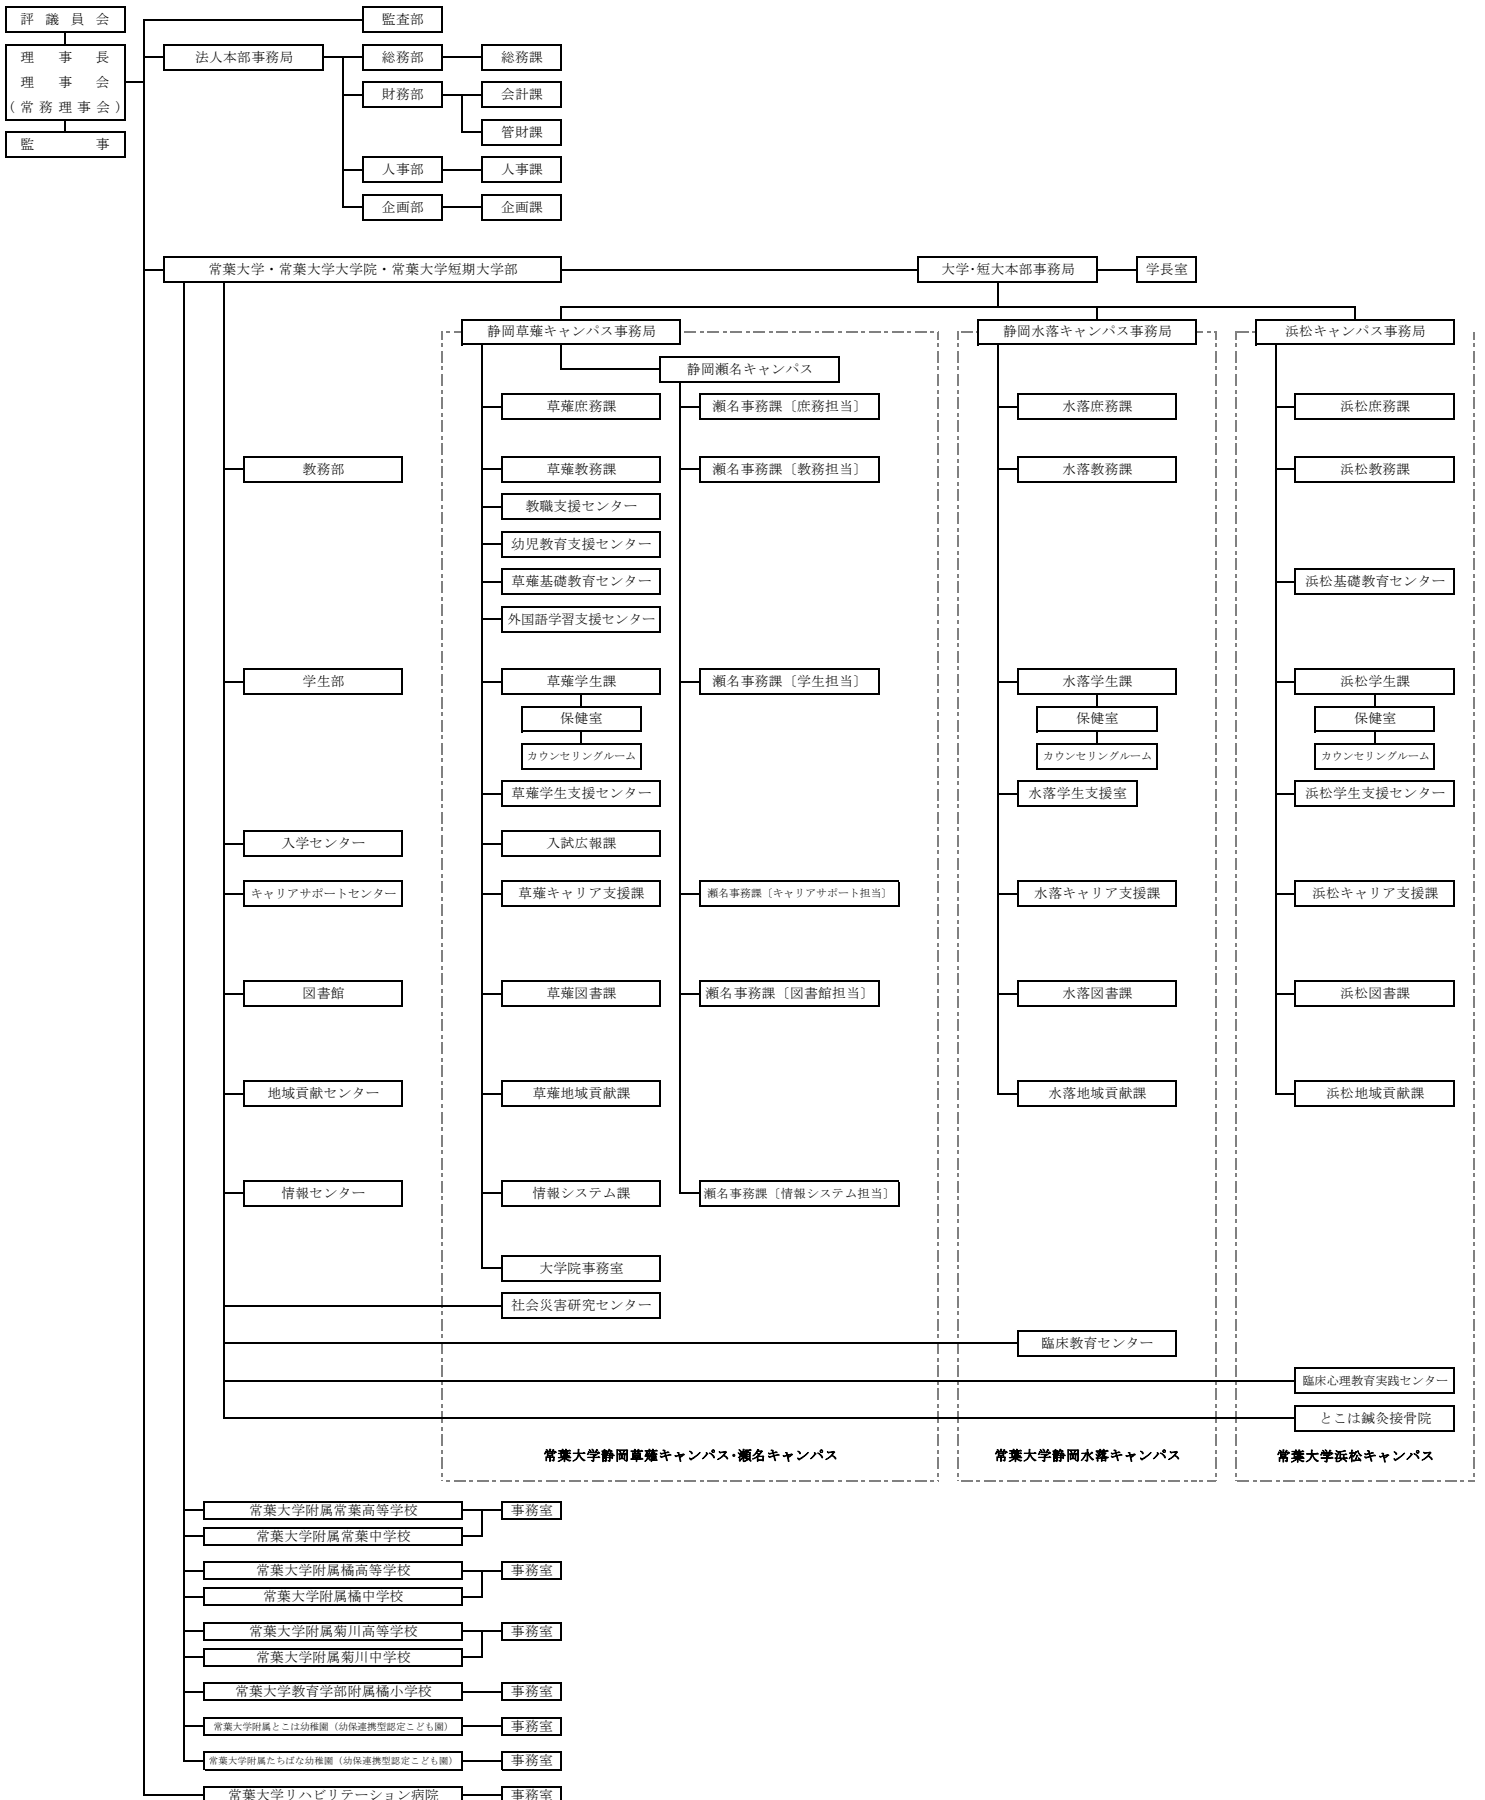 評議員会
監査部
理事長
法人本部事務局
総務部
総務課
理事会
(常務理事会)
財務部
会計課
管財課
監事
人事部
人事課
企画部
企画課
常葉大学・常葉大学大学院・常葉大学短期大学部
大学・短大本部事務局
学長室
静岡草薙キャンパス事務局
静岡水落キャンパス事務局
浜松キャンパス事務局
静岡瀬名キャンパス
草薙庶務課
瀬名事務課〔庶務担当〕
水落庶務課
浜松庶務課
教務部
草薙教務課
瀬名事務課〔教務担当〕
水落教務課
浜松教務課
教職支援センター
幼児教育支援センター
草薙基礎教育センター
浜松基礎教育センター
外国語学習支援センター
学生部
草薙学生課
瀬名事務課〔学生担当〕
水落学生課
浜松学生課
保健室
保健室
保健室
カウンセリングルーム
カウンセリングルーム
カウンセリングルーム
草薙学生支援センター
水落学生支援室
浜松学生支援センター
入学センター
入試広報課
キャリアサポートセンター
草薙キャリア支援課
瀬名事務課〔キャリアサポート担当〕
水落キャリア支援課
浜松キャリア支援課
図書館
草薙図書課
瀬名事務課〔図書館担当〕
水落図書課
浜松図書課
地域貢献センター
草薙地域貢献課
水落地域貢献課
浜松地域貢献課
情報センター
情報システム課
瀬名事務課〔情報システム担当〕
大学院事務室
社会災害研究センター
臨床教育センター
臨床心理教育実践センター
とこは鍼灸接骨院
常葉大学静岡草薙キャンパス・瀬名キャンパス
常葉大学静岡水落キャンパス
常葉大学浜松キャンパス
常葉大学附属常葉高等学校
事務室
常葉大学附属常葉中学校
常葉大学附属橘高等学校
事務室
常葉大学附属橘中学校
常葉大学附属菊川高等学校
事務室
常葉大学附属菊川中学校
常葉大学教育学部附属橘小学校
事務室
常葉大学附属とこは幼稚園（幼保連携型認定こども園）
事務室
常葉大学附属たちばな幼稚園（幼保連携型認定こども園）
事務室
常葉大学リハビリテーション病院
事務室